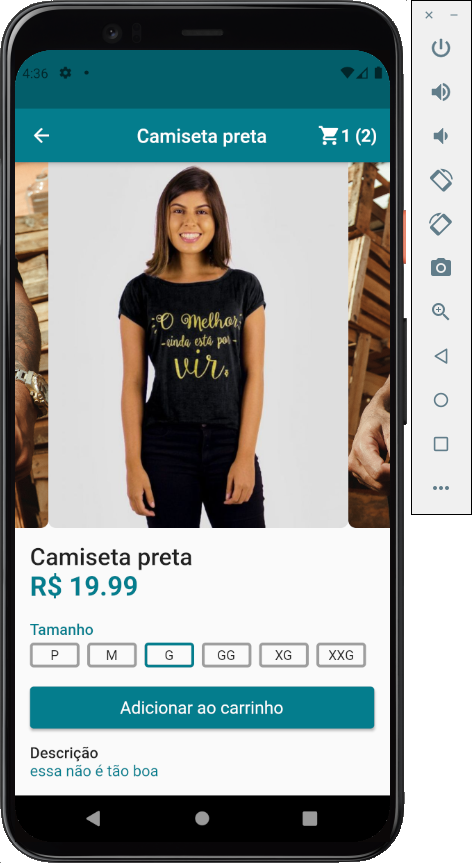 4:36
Camiseta preta
1 (2)
O Melhor
ainda está por
vir.
Camiseta preta
R$ 19.99
Tamanho
P M G GG XG XXG
Adicionar ao carrinho
Descrição
essa não é tão boa